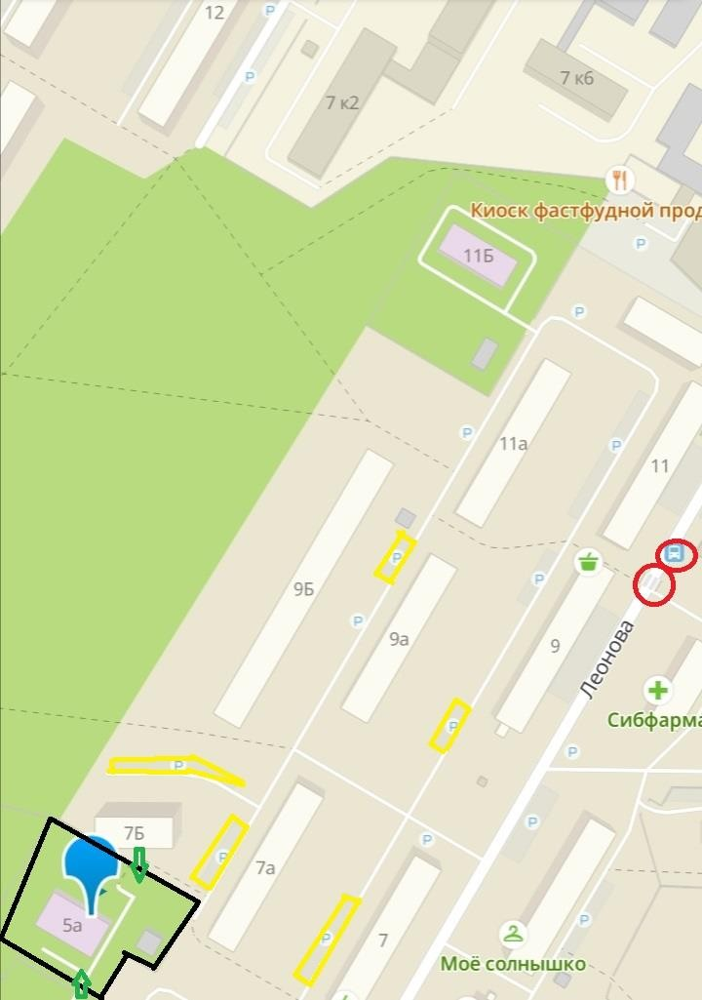 12
P
P
7 к2
7 к6
Киоск фастфудной прод
P
11Б
P
11а
P
P
11
P
9Б
P
P
9а
9
Леонова
Сибфарма
P
P
P
P
7Б
P
P
P
7а
5а
7
P
P
Моё солнышко